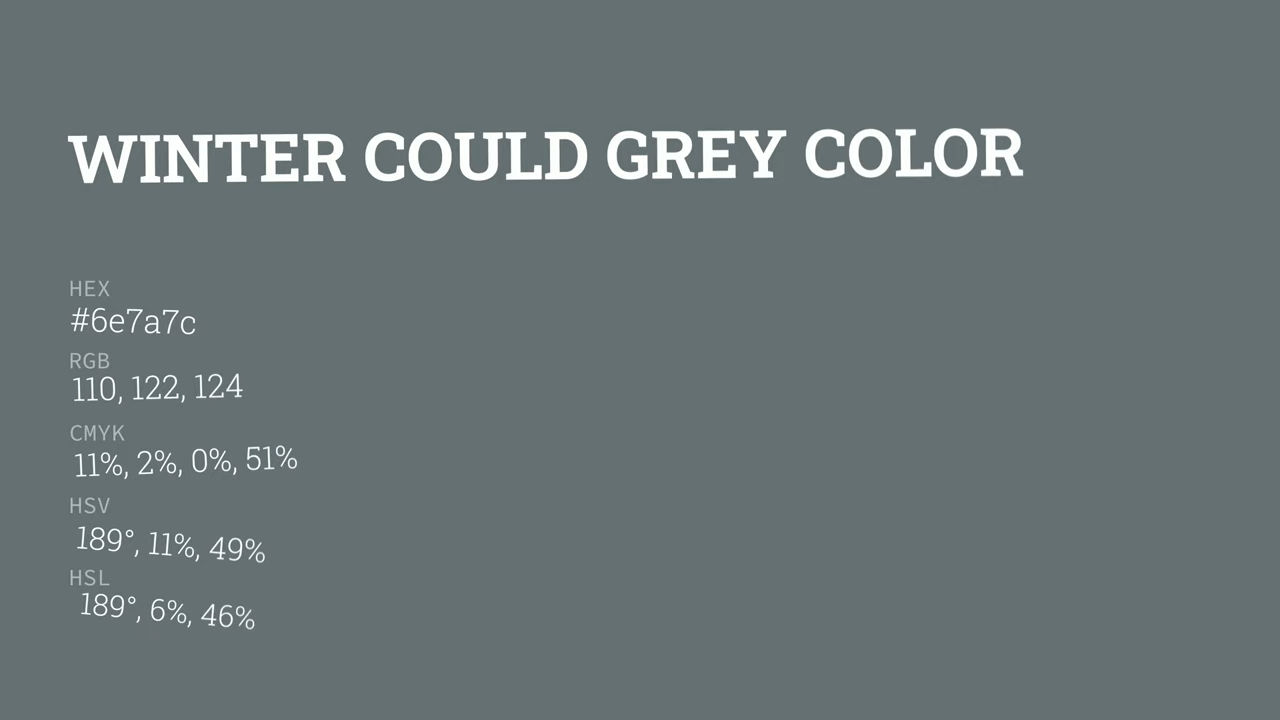 WINTER COULD GREY COLOR
HEX
#6e7a7c
RGB
110, 122, 124
CMYK
11%, 2%, 0%, 51%
HSV
189°, 11%, 49%
HSL
189°, 6%, 46%